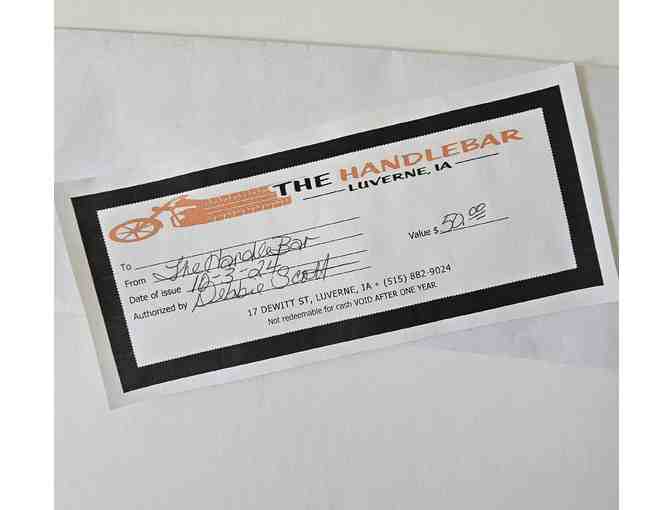 THE HANDLEBAR
LUVERNE, IA
To
From The HandleBar
Value $ 50.00
Date of issue 10-3-24
Authorized by Debbie Scott
17 DEWITT ST, LUVERNE, IA * (515) 882-9024
Not redeemable for cash VOID AFTER ONE YEAR